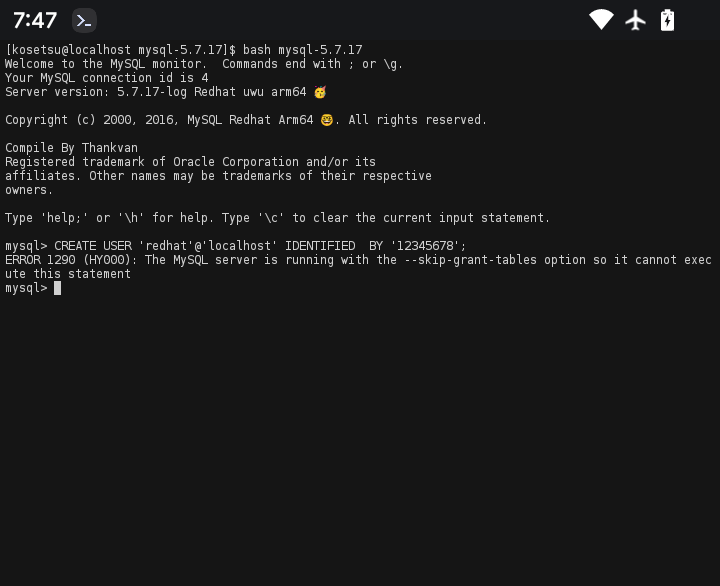 7:47
[kosetsu@localhost mysql-5.7.17]$ bash mysql-5.7.17
Welcome to the MySQL monitor.  Commands end with ; or \g.
Your MySQL connection id is 4
Server version: 5.7.17-log Redhat uwu arm64 🥳
Copyright (c) 2000, 2016, MySQL Redhat Arm64 🤓. All rights reserved.
Compile By Thankvan
Registered trademark of Oracle Corporation and/or its
affiliates. Other names may be trademarks of their respective
owners.
Type 'help;' or '\h' for help. Type '\c' to clear the current input statement.
mysql> CREATE USER 'redhat'@'localhost' IDENTIFIED  BY '12345678';
ERROR 1290 (HY000): The MySQL server is running with the --skip-grant-tables option so it cannot exec
ute this statement
mysql>